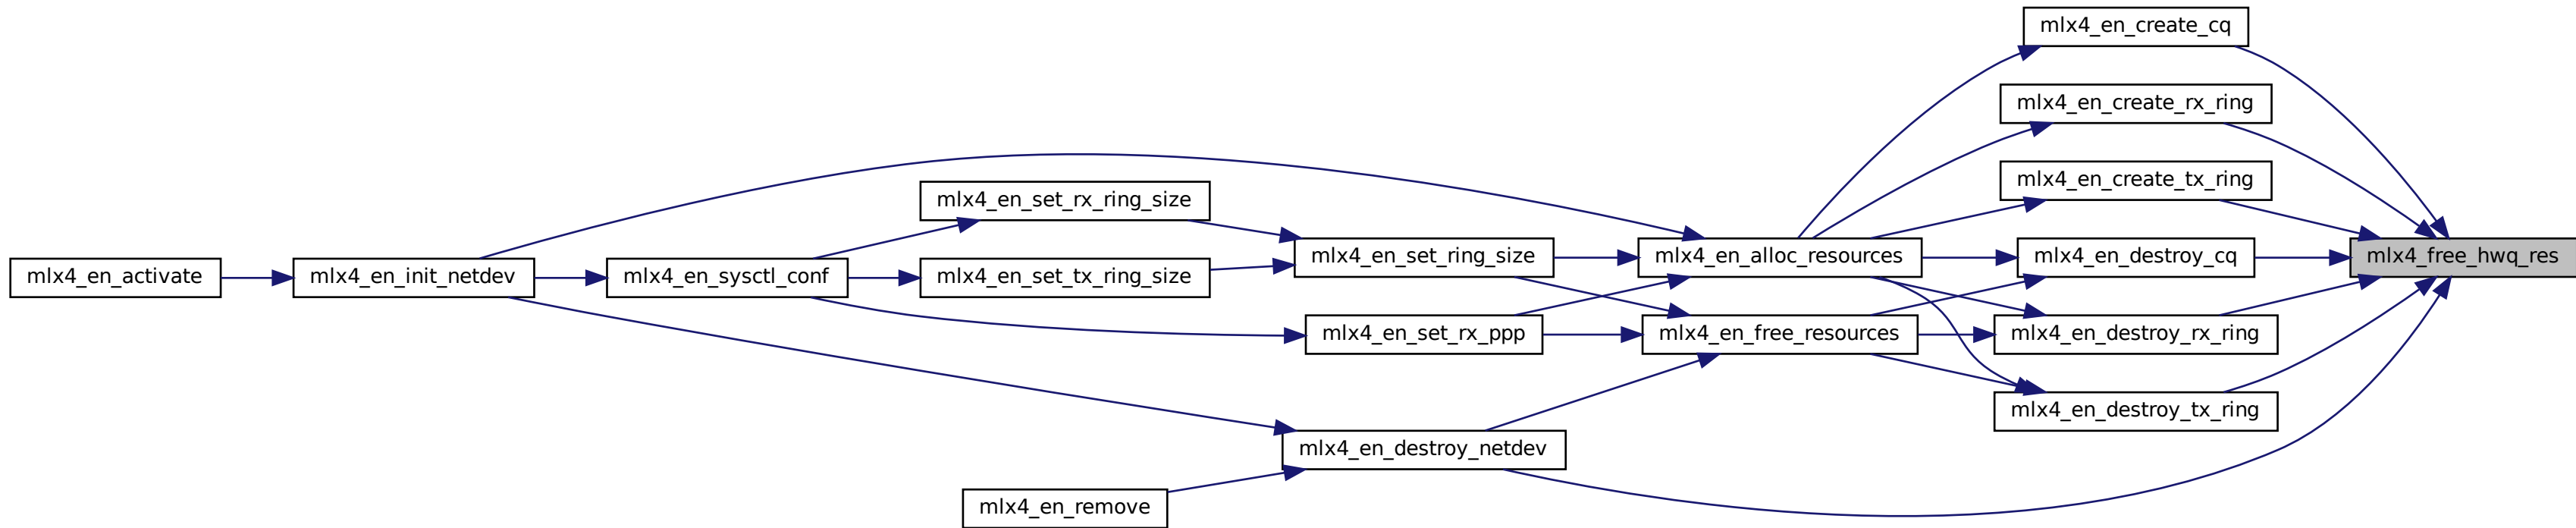 mlx4_en_create_cq
mlx4_en_create_rx_ring
mlx4_en_create_tx_ring
mlx4_en_set_rx_ring_size
mlx4_en_alloc_resources
mlx4_en_destroy_cq
mlx4_free_hwq_res
mlx4_en_set_ring_size
mlx4_en_activate
mlx4_en_init_netdev
mlx4_en_sysctl_conf
mlx4_en_set_tx_ring_size
mlx4_en_set_rx_ppp
mlx4_en_free_resources
mlx4_en_destroy_rx_ring
mlx4_en_destroy_tx_ring
mlx4_en_destroy_netdev
mlx4_en_remove